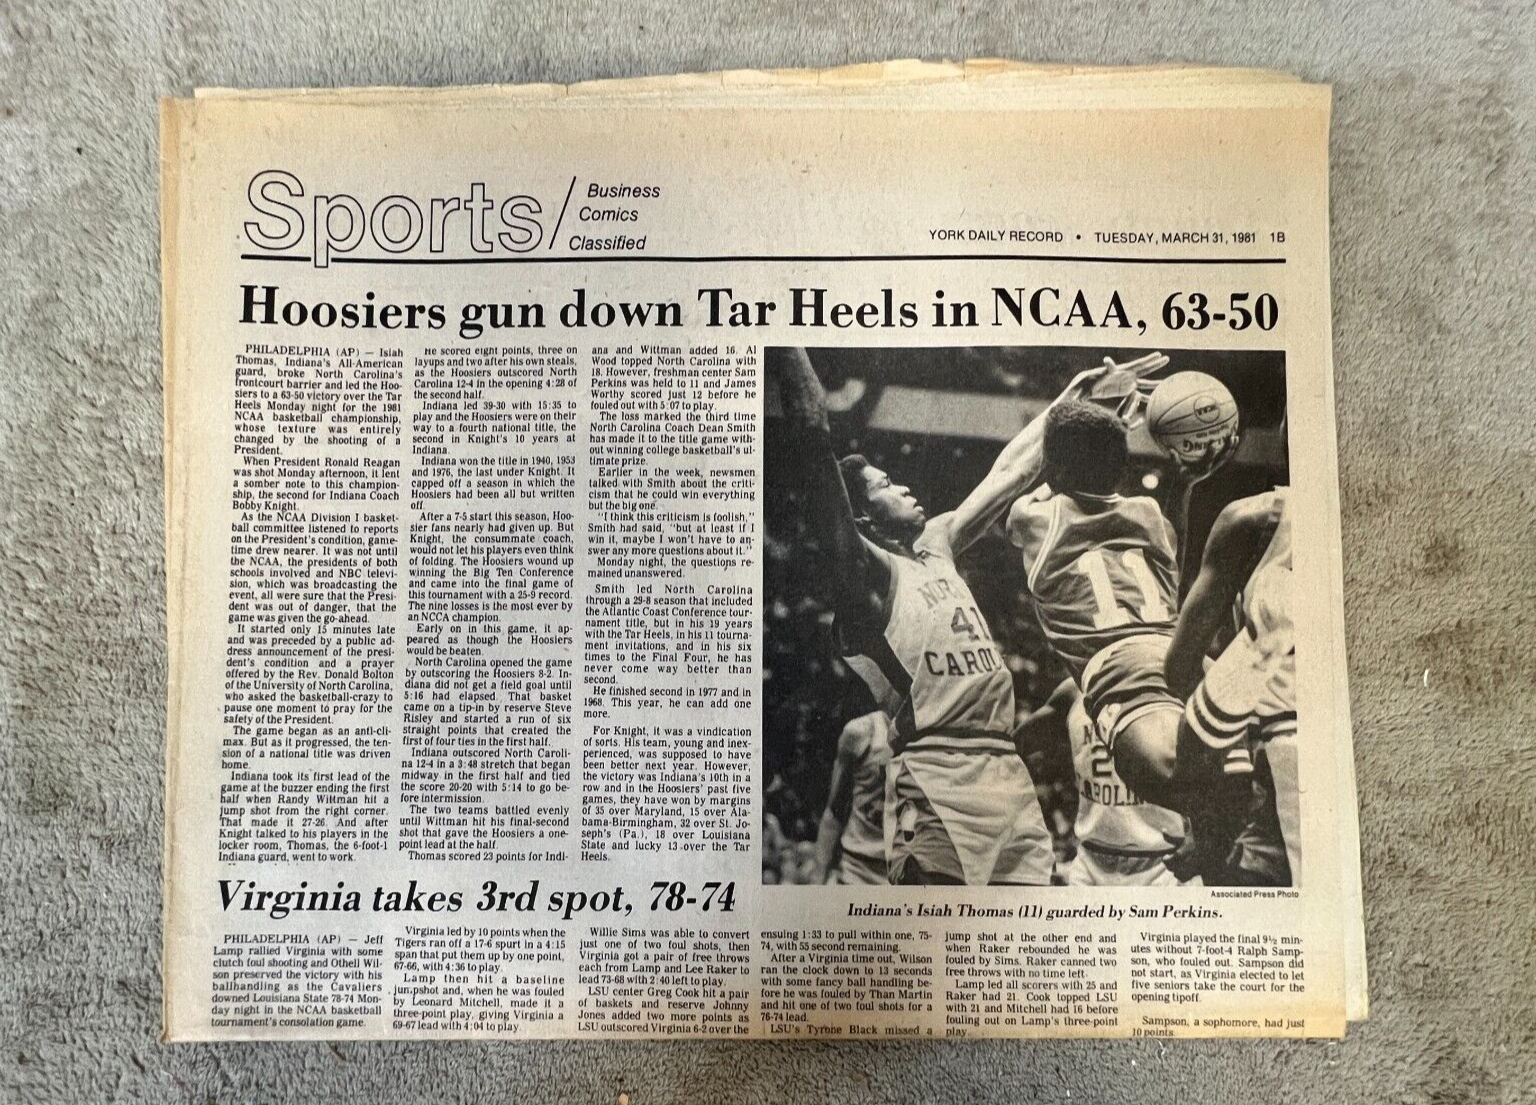 Sports/
Business
Comics
Classified
YORK DAILY RECORD • TUESDAY, MARCH 31, 1981 1B
Hoosiers gun down Tar Heels in NCAA, 63-50
PHILADELPHIA (AP) — Isiah
Thomas, Indiana's All-American
guard, broke North Carolina's
frontcourt barrier and led the Hoo-
siers to a 63-50 victory over the Tar
Heels Monday night for the 1981
NCAA basketball championship,
whose texture was entirely
changed by the shooting of a
President.
When President Ronald Reagan
was shot Monday afternoon, it lent
a somber note to this champion-
ship, the second for Indiana Coach
Bobby Knight.
As the NCAA Division I basket-
ball committee listened to reports
on the President's condition, game-
time drew nearer. It was not until
the NCAA, the presidents of both
schools involved and NBC televi-
sion, which was broadcasting the
event, all were sure that the Presi-
dent was out of danger, that the
game was given the go-ahead.
It started only 15 minutes late
and was preceded by a public ad-
dress announcement of the presi-
dent's condition and a prayer
offered by the Rev. Donald Bolton
of the University of North Carolina,
who asked the basketball-crazy to
pause one moment to pray for the
safety of the President.
The game began as an anti-cli-
max. But as it progressed, the ten-
sion of a national title was driven
home.
Indiana took its first lead of the
game at the buzzer ending the first
half when Randy Wittman hit a
jump shot from the right corner.
That made it 27-26. And after
Knight talked to his players in the
locker room, Thomas, the 6-foot-1
Indiana guard, went to work.
He scored eight points, three on
layups and two after his own steals,
as the Hoosiers outscored North
Carolina 12-4 in the opening 4:28 of
the second half.
Indiana led 39-30 with 15:35 to
play and the Hoosiers were on their
way to a fourth national title, the
second in Knight's 10 years at
Indiana.
Indiana won the title in 1940, 1953
and 1976, the last under Knight. It
capped off a season in which the
Hoosiers had been all but written
off.
After a 7-5 start this season, Hoo-
sier fans nearly had given up. But
Knight, the consummate coach,
would not let his players even think
of folding. The Hoosiers wound up
winning the Big Ten Conference
and came into the final game of
this tournament with a 25-9 record.
The nine losses is the most ever by
an NCCA champion.
Early on in this game, it ap-
peared as though the Hoosiers
would be beaten.
North Carolina opened the game
by outscoring the Hoosiers 8-2. In-
diana did not get a field goal until
5:16 had elapsed. That basket
came on a tip-in by reserve Steve
Risley and started a run of six
straight points that created the
first of four ties in the first half.
Indiana outscored North Caroli-
na 12-4 in a 3:48 stretch that began
midway in the first half and tied
the score 20-20 with 5:14 to go be-
fore intermission.
The two teams battled evenly
until Wittman hit his final-second
shot that gave the Hoosiers a one-
point lead at the half.
Thomas scored 23 points for Indi-
ana and Wittman added 16. Al
Wood topped North Carolina with
18. However, freshman center Sam
Perkins was held to 11 and James
Worthy scored just 12 before he
fouled out with 5:07 to play.
The loss marked the third time
North Carolina Coach Dean Smith
has made it to the title game with-
out winning college basketball's ul-
timate prize.
Earlier in the week, newsmen
talked with Smith about the criti-
cism that he could win everything
but the big one.
"I think this criticism is foolish,"
Smith had said, "but at least if I
win it, maybe I won't have to an-
swer any more questions about it."
Monday night, the questions re-
mained unanswered.
Smith led North Carolina
through a 29-8 season that included
the Atlantic Coast Conference tour-
nament title, but in his 19 years
with the Tar Heels, in his 11 tourna-
ment invitations, and in his six
times to the Final Four, he has
never come way better than
second.
He finished second in 1977 and in
1968. This year, he can add one
more.
For Knight, it was a vindication
of sorts. His team, young and inex-
perienced, was supposed to have
been better next year. However,
the victory was Indiana's 10th in a
row and in the Hoosiers' past five
games, they have won by margins
of 35 over Maryland, 15 over Ala-
bama-Birmingham, 32 over St. Jo-
seph's (Pa.), 18 over Louisiana
State and lucky 13 over the Tar
Heels.
11
NORTH
41
CAROL
N
2
AROLIN
Associated Press Photo
Indiana's Isiah Thomas (11) guarded by Sam Perkins.
Virginia takes 3rd spot, 78-74
PHILADELPHIA (AP) — Jeff
Lamp rallied Virginia with some
clutch foul shooting and Othell Wil-
son preserved the victory with his
ballhandling as the Cavaliers
downed Louisiana State 78-74 Mon-
day night in the NCAA basketball
tournament's consolation game.
Virginia led by 10 points when the
Tigers ran off a 17-6 spurt in a 4:15
span that put them up by one point,
67-66, with 4:36 to play.
Lamp then hit a baseline
jumpshot and, when he was fouled
by Leonard Mitchell, made it a
three-point play, giving Virginia a
69-67 lead with 4:04 to play.
Willie Sims was able to convert
just one of two foul shots, then
Virginia got a pair of free throws
each from Lamp and Lee Raker to
lead 73-68 with 2:40 left to play.
LSU center Greg Cook hit a pair
of baskets and reserve Johnny
Jones added two more points as
LSU outscored Virginia 6-2 over the
ensuing 1:33 to pull within one, 75-
74, with 55 second remaining.
After a Virginia time out, Wilson
ran the clock down to 13 seconds
with some fancy ball handling be-
fore he was fouled by Than Martin
and hit one of two foul shots for a
76-74 lead.
LSU's Tyrone Black missed a
jump shot at the other end and
when Raker rebounded he was
fouled by Sims. Raker canned two
free throws with no time left.
Lamp led all scorers with 25 and
Raker had 21. Cook topped LSU
with 21 and Mitchell had 16 before
fouling out on Lamp's three-point
play.
Virginia played the final 9½ min-
utes without 7-foot-4 Ralph Samp-
son, who fouled out. Sampson did
not start, as Virginia elected to let
five seniors take the court for the
opening tipoff.
Sampson, a sophomore, had just
10 points.